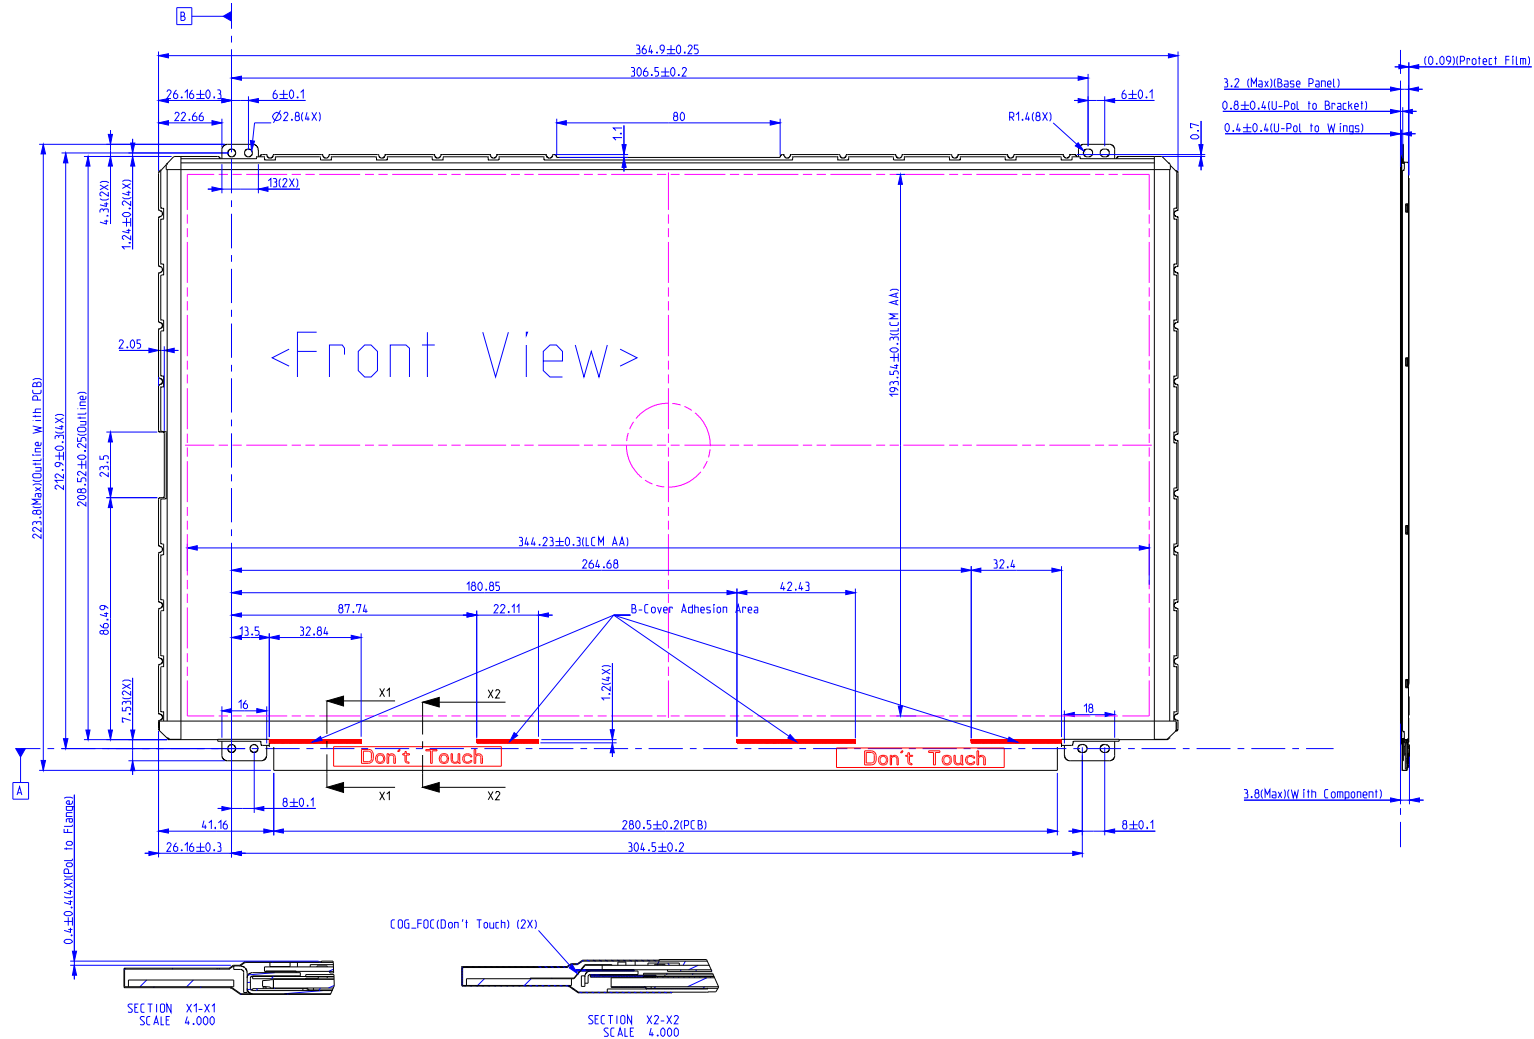 B
364.9±0.25
(0.09)(Protect Film)
306.5±0.2
3.2 (Max)(Base Panel)
26.16±0.3
6±0.1
6±0.1
0.8±0.4(U-Pol to Bracket)
22.66
Ø2.8(4X)
80
R1.4(8X)
0.4±0.4(U-Pol to Wings)
1.1
0.7
13(2X)
4.34(2X)
1.24±0.2(4X)
193.54±0.3(LCM AA)
2.05
<Front View>
223.8(Max)(Outline With PCB)
212.9±0.3(4X)
208.52±0.25(Outline)
23.5
344.23±0.3(LCM AA)
264.68
32.4
180.85
42.43
87.74
22.11
B-Cover Adhesion Area
86.49
13.5
32.84
1.2(4X)
7.53(2X)
X1
X2
16
18
Don't Touch
Don't Touch
A
X1
X2
3.8(Max)(With Component)
8±0.1
41.16
280.5±0.2(PCB)
8±0.1
26.16±0.3
304.5±0.2
0.4±0.4(4X)(Pol to Flange)
COG_FOC(Don't Touch) (2X)
SECTION X1-X1
SCALE 4.000
SECTION X2-X2
SCALE 4.000